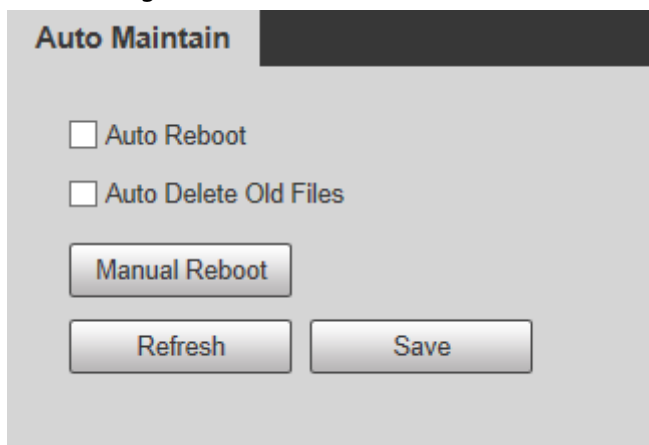 Auto Maintain
Auto Reboot
Auto Delete Old Files
Manual Reboot
Refresh Save